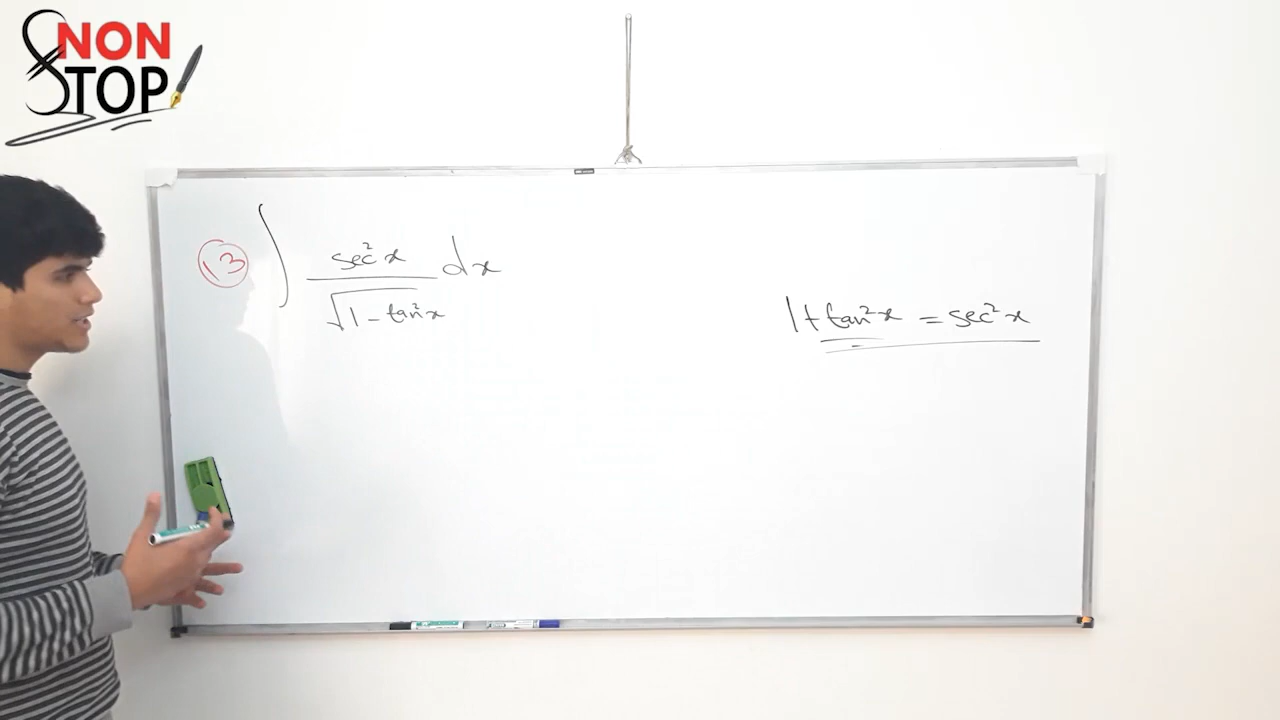 NON
STOP
13 ∫ sec²x / √(1 - tan²x) dx
1 + tan²x = sec²x